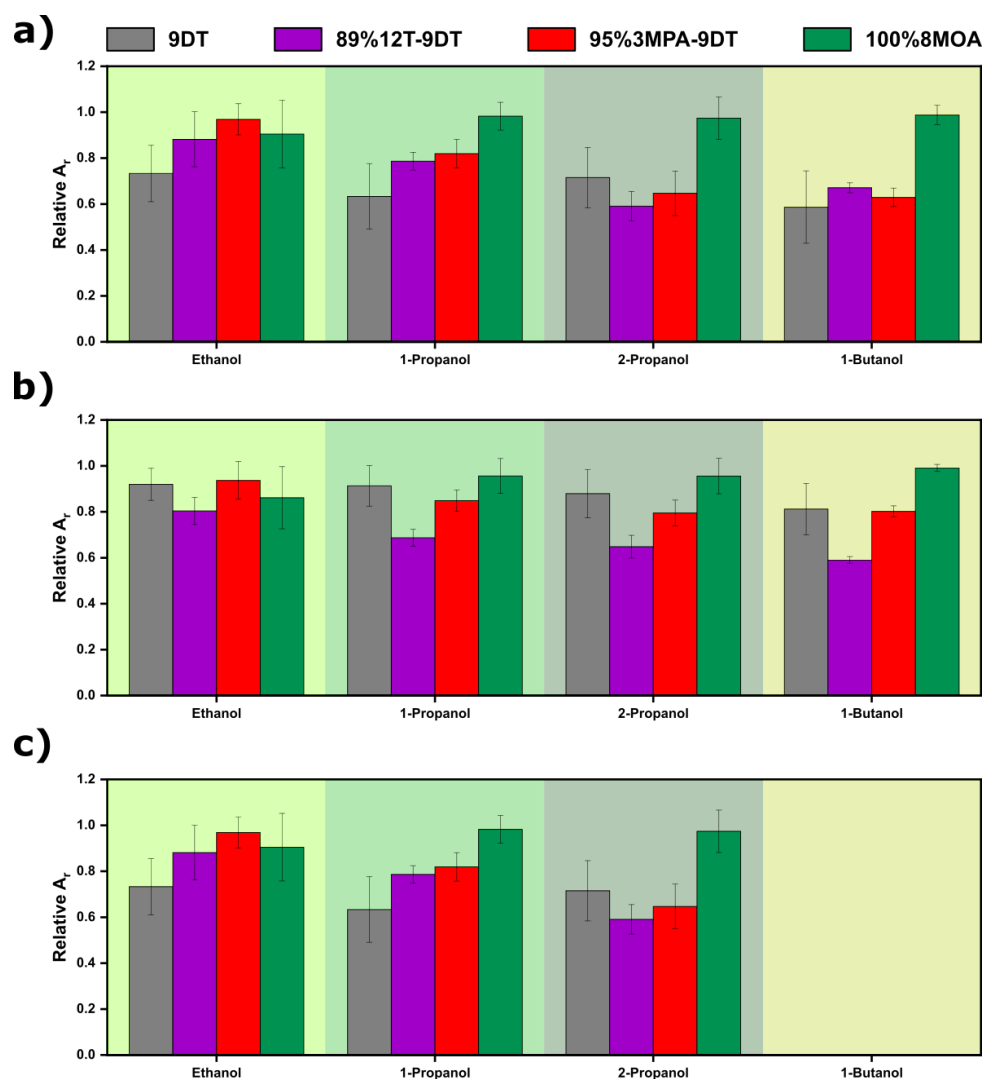 a)
9DT 89%12T-9DT 95%3MPA-9DT 100%8MOA
Relative Ar
1.2
1.0
0.8
0.6
0.4
0.2
0.0
Ethanol 1-Propanol 2-Propanol 1-Butanol
b)
Relative Ar
1.2
1.0
0.8
0.6
0.4
0.2
0.0
Ethanol 1-Propanol 2-Propanol 1-Butanol
c)
Relative Ar
1.2
1.0
0.8
0.6
0.4
0.2
0.0
Ethanol 1-Propanol 2-Propanol 1-Butanol